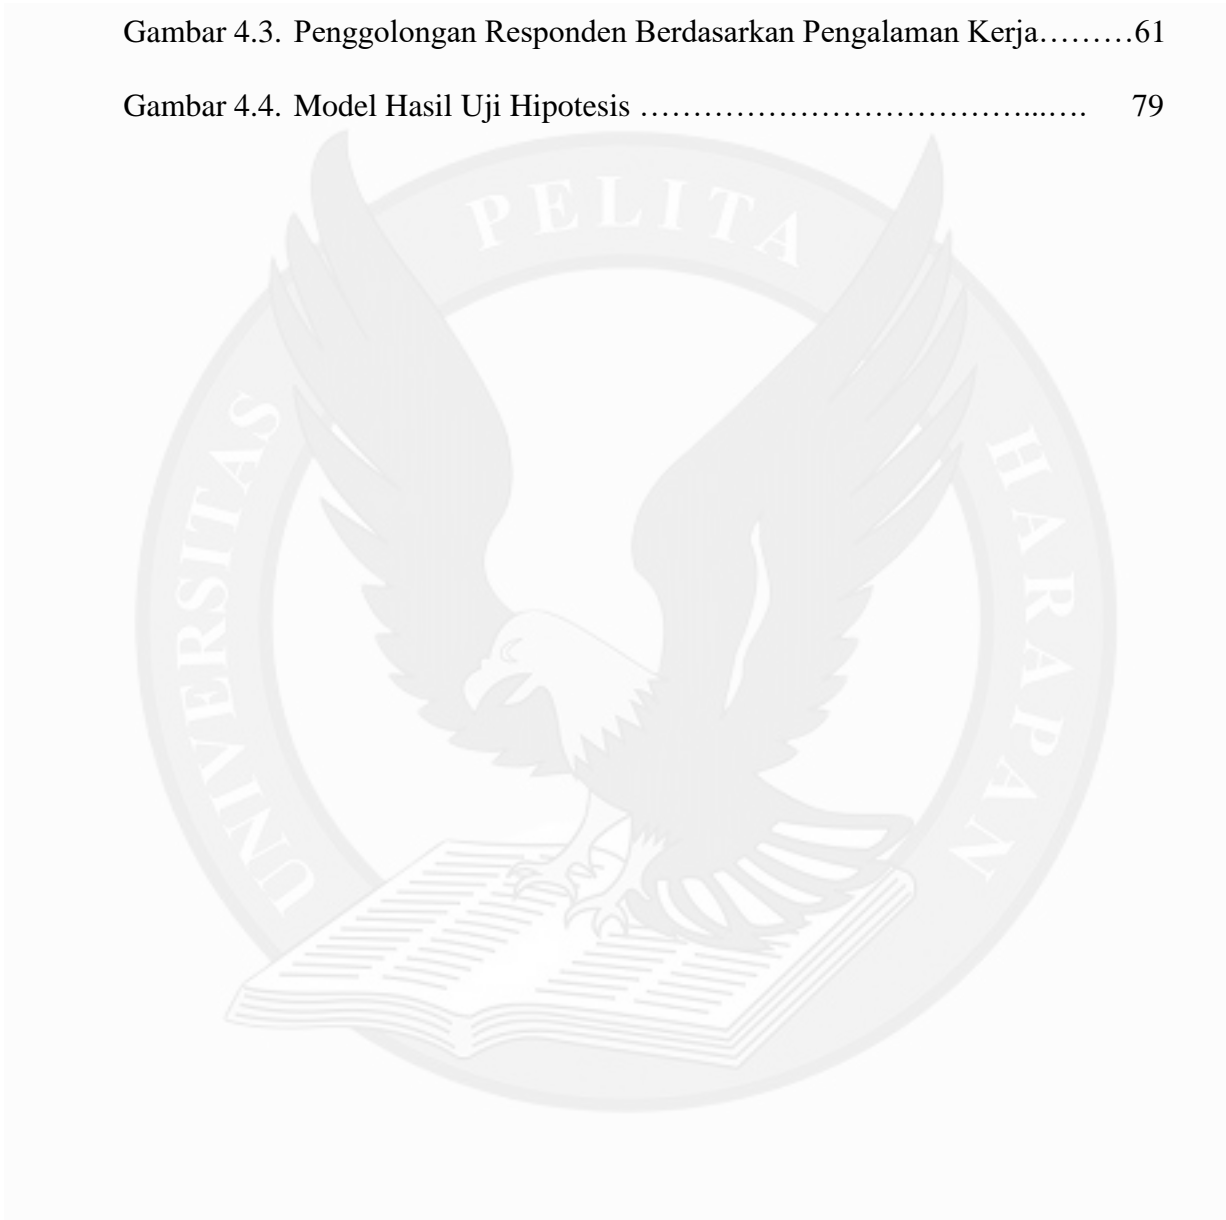 Gambar 4.3. Penggolongan Responden Berdasarkan Pengalaman Kerja………61
Gambar 4.4. Model Hasil Uji Hipotesis ………………………………...…. 79
UNIVERSITAS PELITA HARAPAN